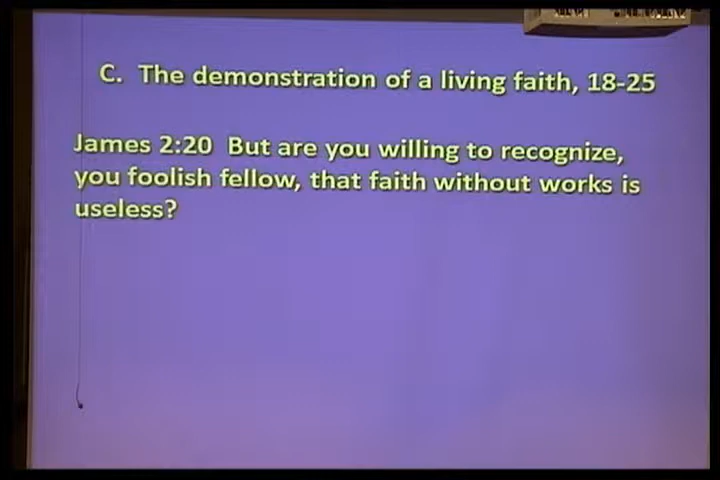 C. The demonstration of a living faith, 18-25
James 2:20 But are you willing to recognize,
you foolish fellow, that faith without works is
useless?